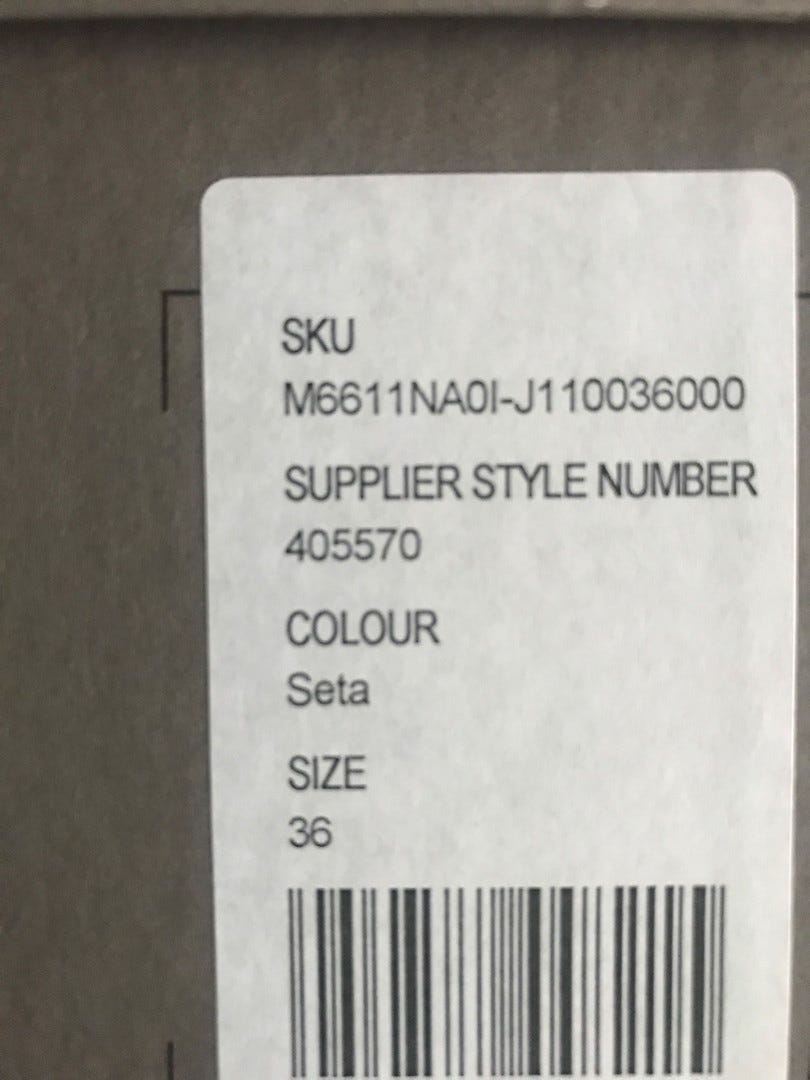 SKU
M6611NA0I-J110036000
SUPPLIER STYLE NUMBER
405570
COLOUR
Seta
SIZE
36